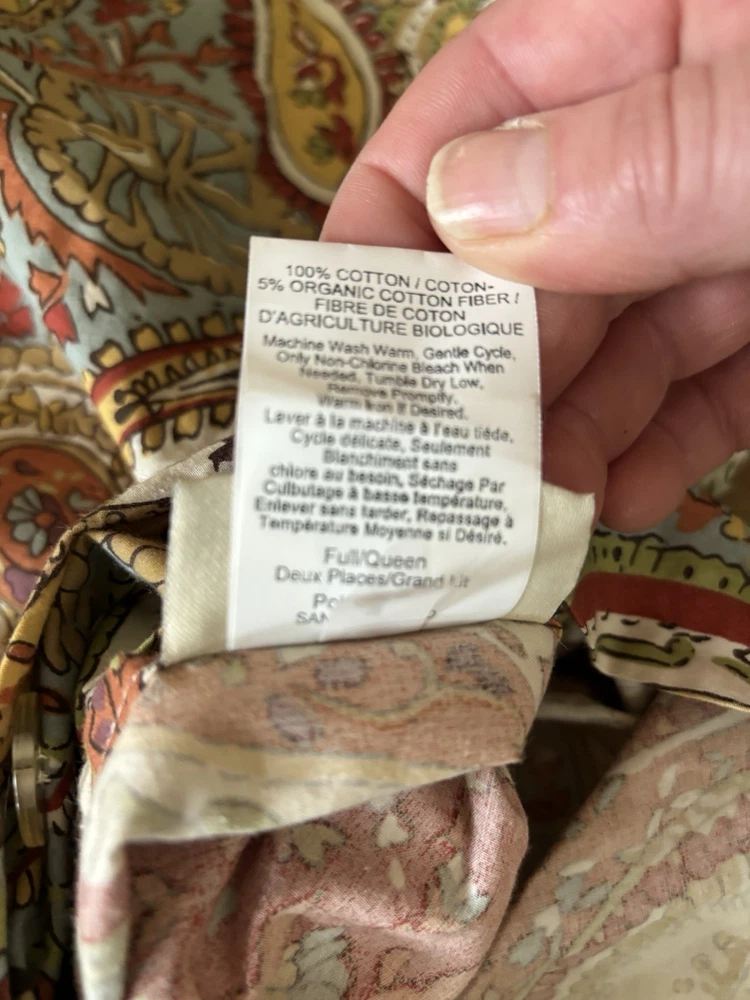 100% COTTON / COTON-
5% ORGANIC COTTON FIBER /
FIBRE DE COTON
D'AGRICULTURE BIOLOGIQUE
Machine Wash Warm, Gentle Cycle,
Only Non-Chlorine Bleach When
Needed, Tumble Dry Low,
Remove Promptly,
Warm Iron If Desired.
Laver à la machine à l'eau tiède,
Cycle délicate, Seulement
Blanchiment sans
chlore au besoin, Séchage Par
Culbutage à basse température,
Enlever sans tarder, Repassage à
Température Moyenne si Désiré.
Full/Queen
Deux Places/Grand Lit